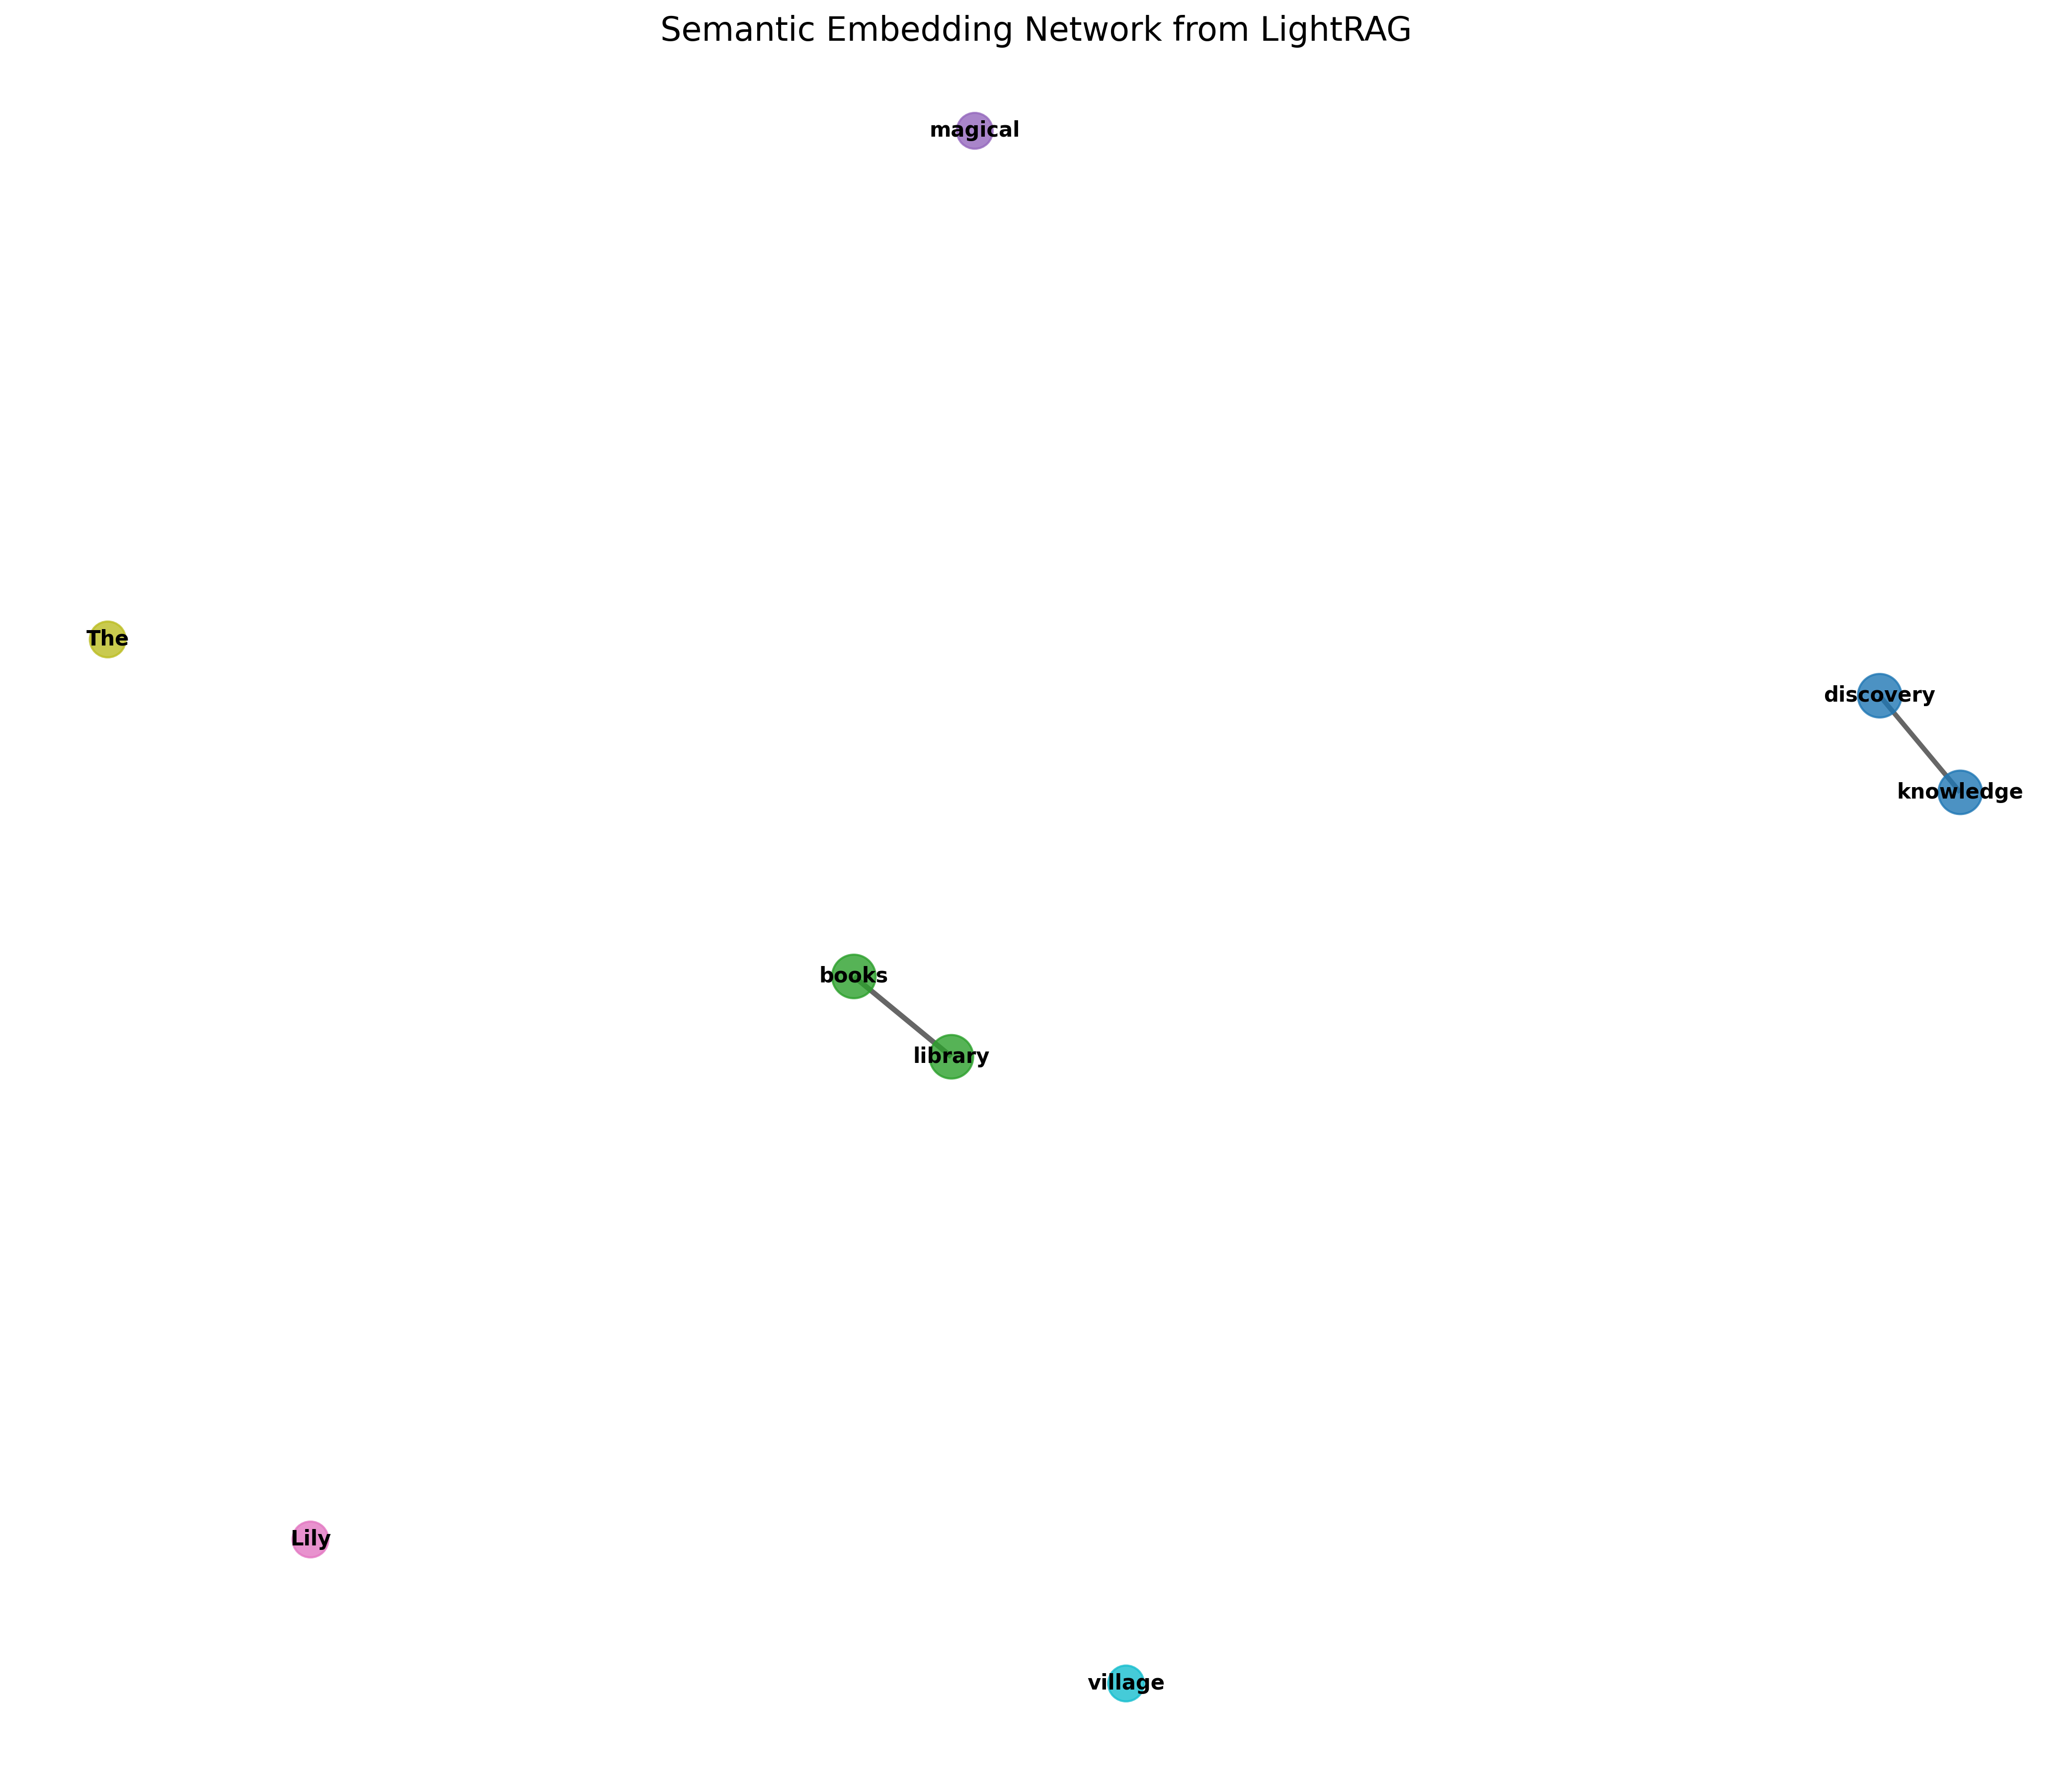 Semantic Embedding Network from LightRAG
magical
The
discovery
knowledge
books
library
Lily
village